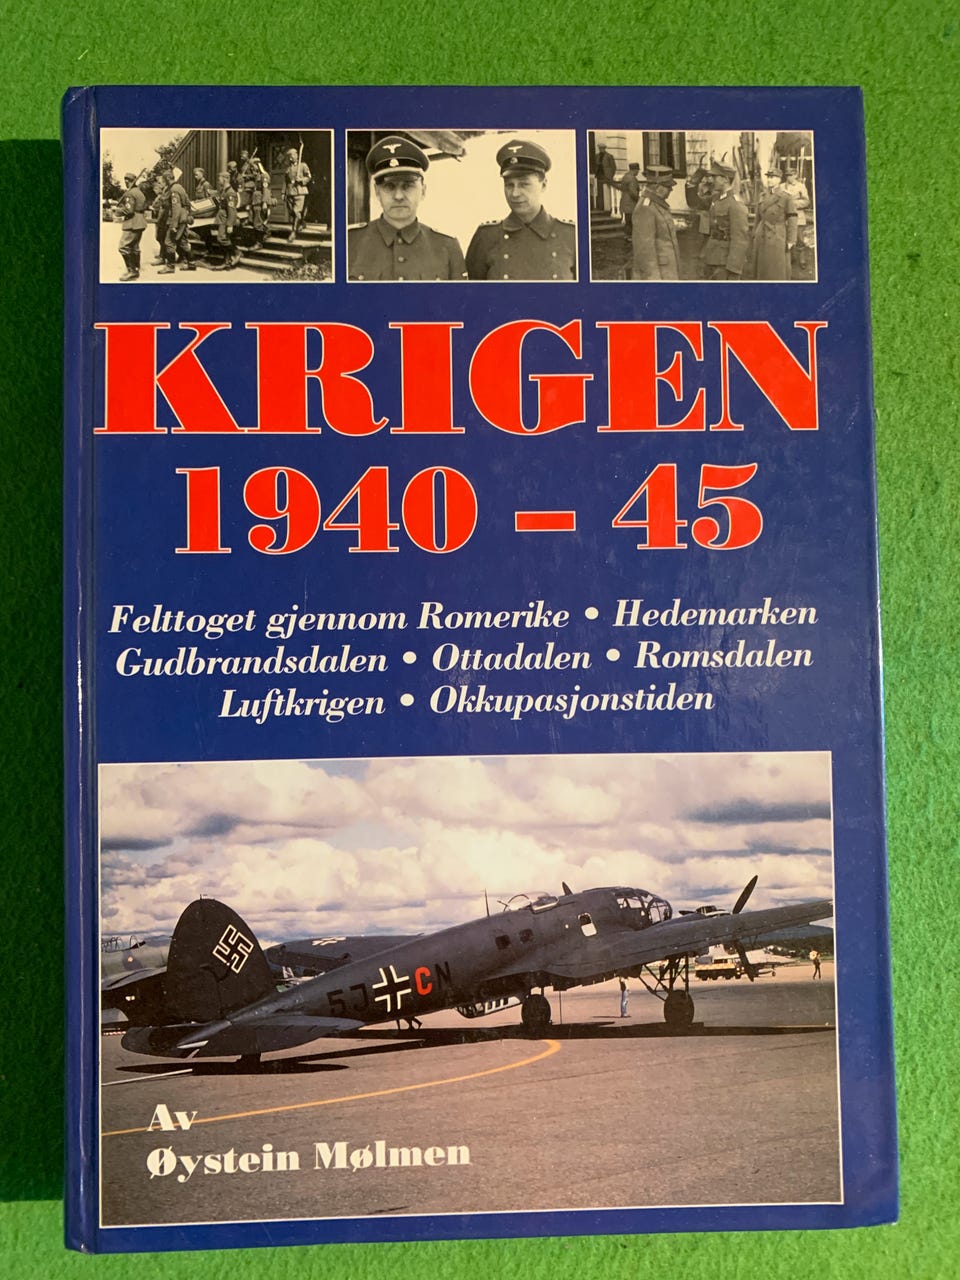 KRIGEN
1940 – 45
Felttoget gjennom Romerike • Hedemarken
Gudbrandsdalen • Ottadalen • Romsdalen
Luftkrigen • Okkupasjonstiden
5J CN
Av
Øystein Mølmen